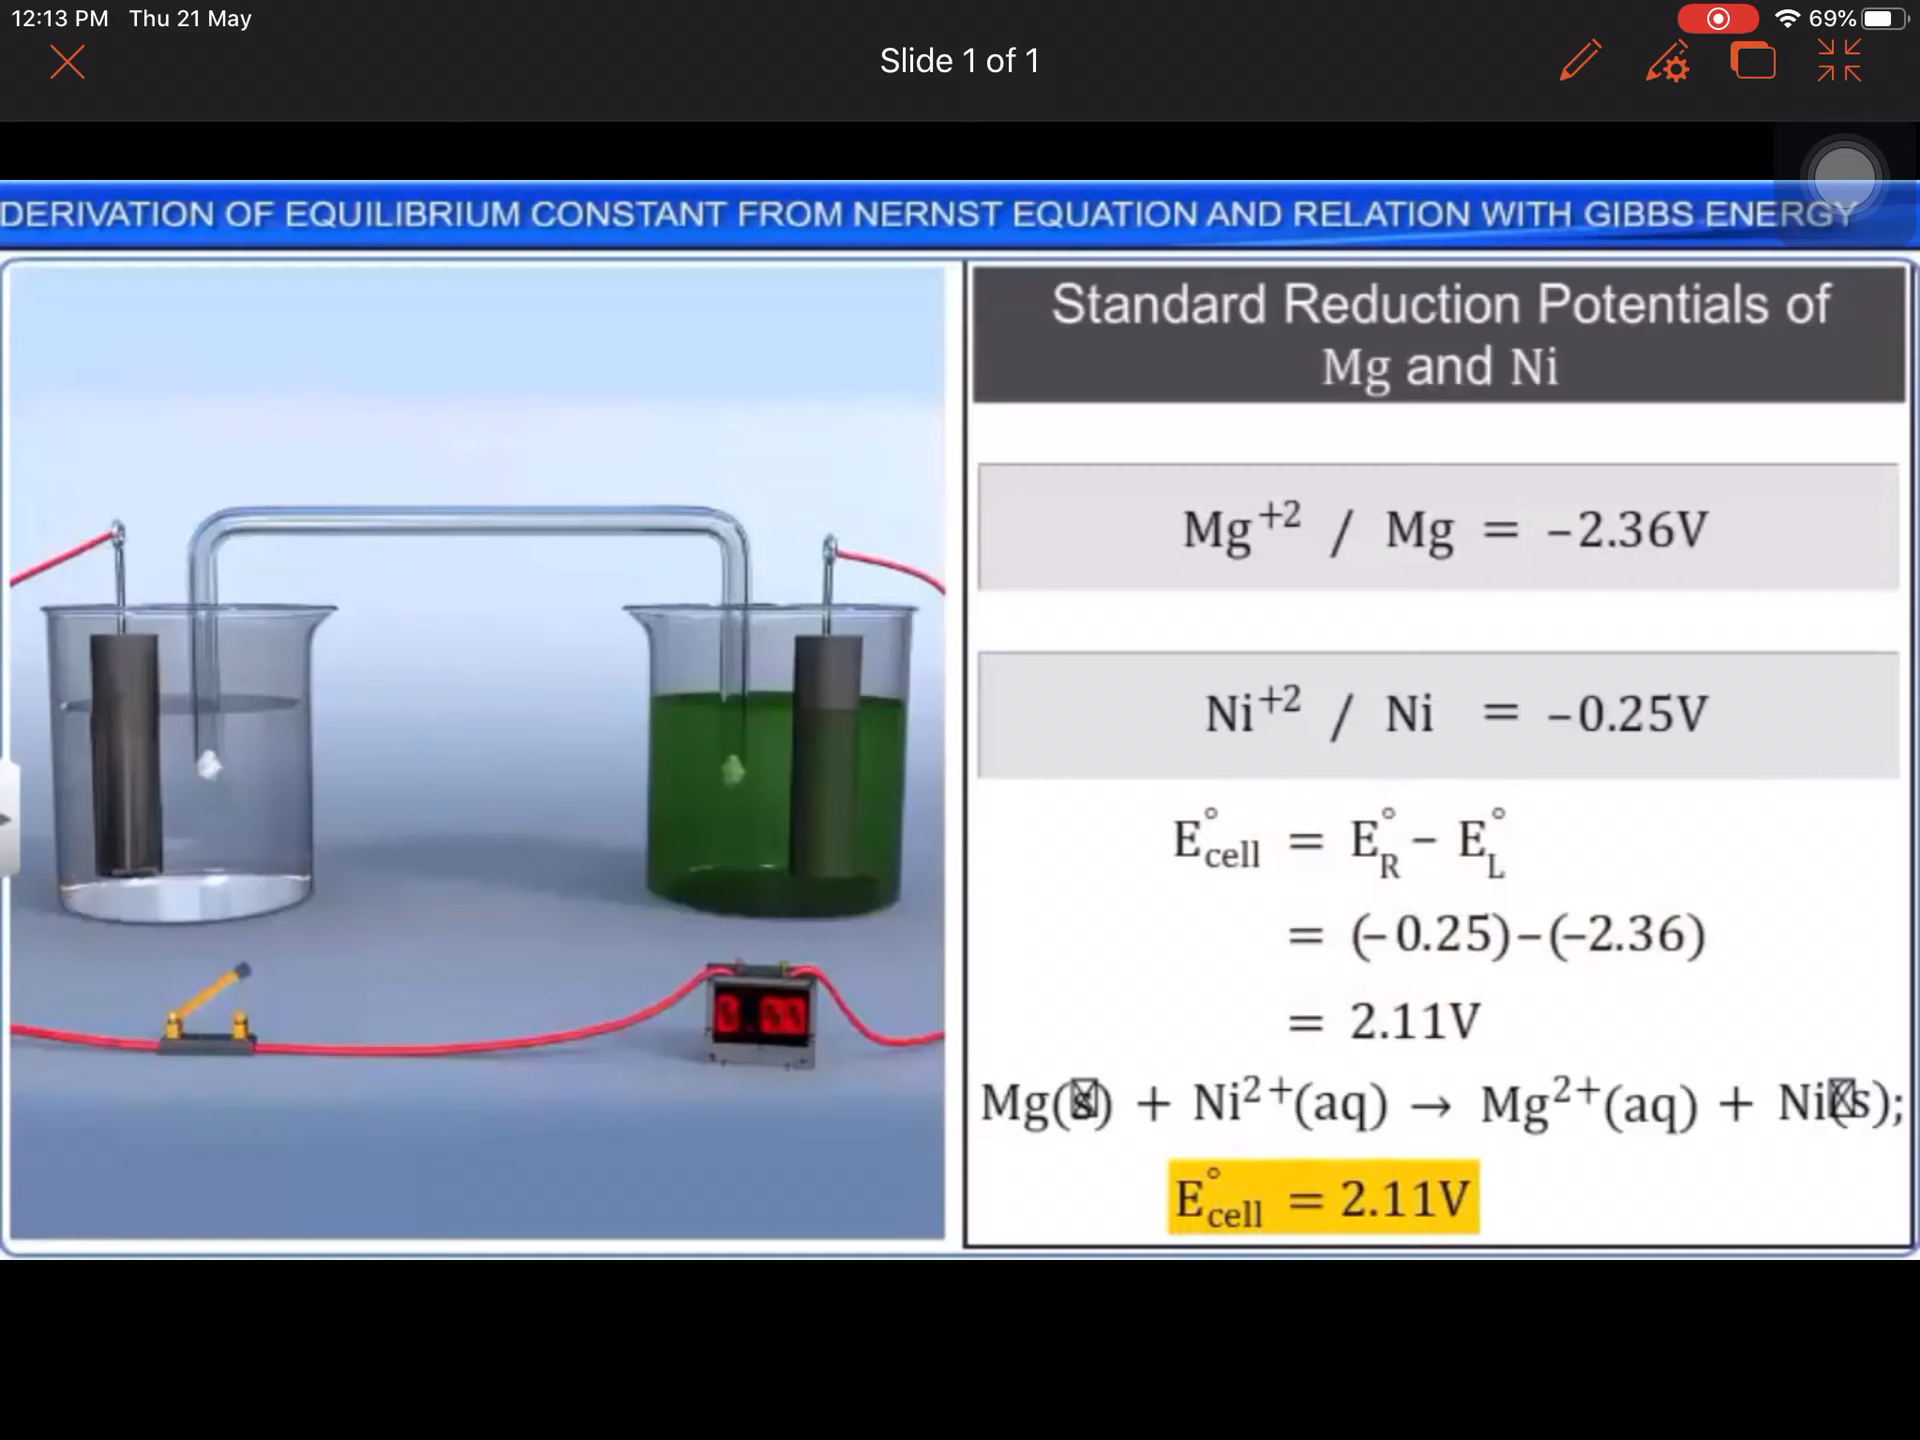 12:13 PM Thu 21 May
69%
Slide 1 of 1
DERIVATION OF EQUILIBRIUM CONSTANT FROM NERNST EQUATION AND RELATION WITH GIBBS ENERGY
Standard Reduction Potentials of
Mg and Ni
Mg⁺² / Mg = −2.36V
Ni⁺² / Ni = −0.25V
E°cell = E°R − E°L
= (−0.25)−(−2.36)
= 2.11V
Mg(s) + Ni²⁺(aq) → Mg²⁺(aq) + Ni(s);
E°cell = 2.11V